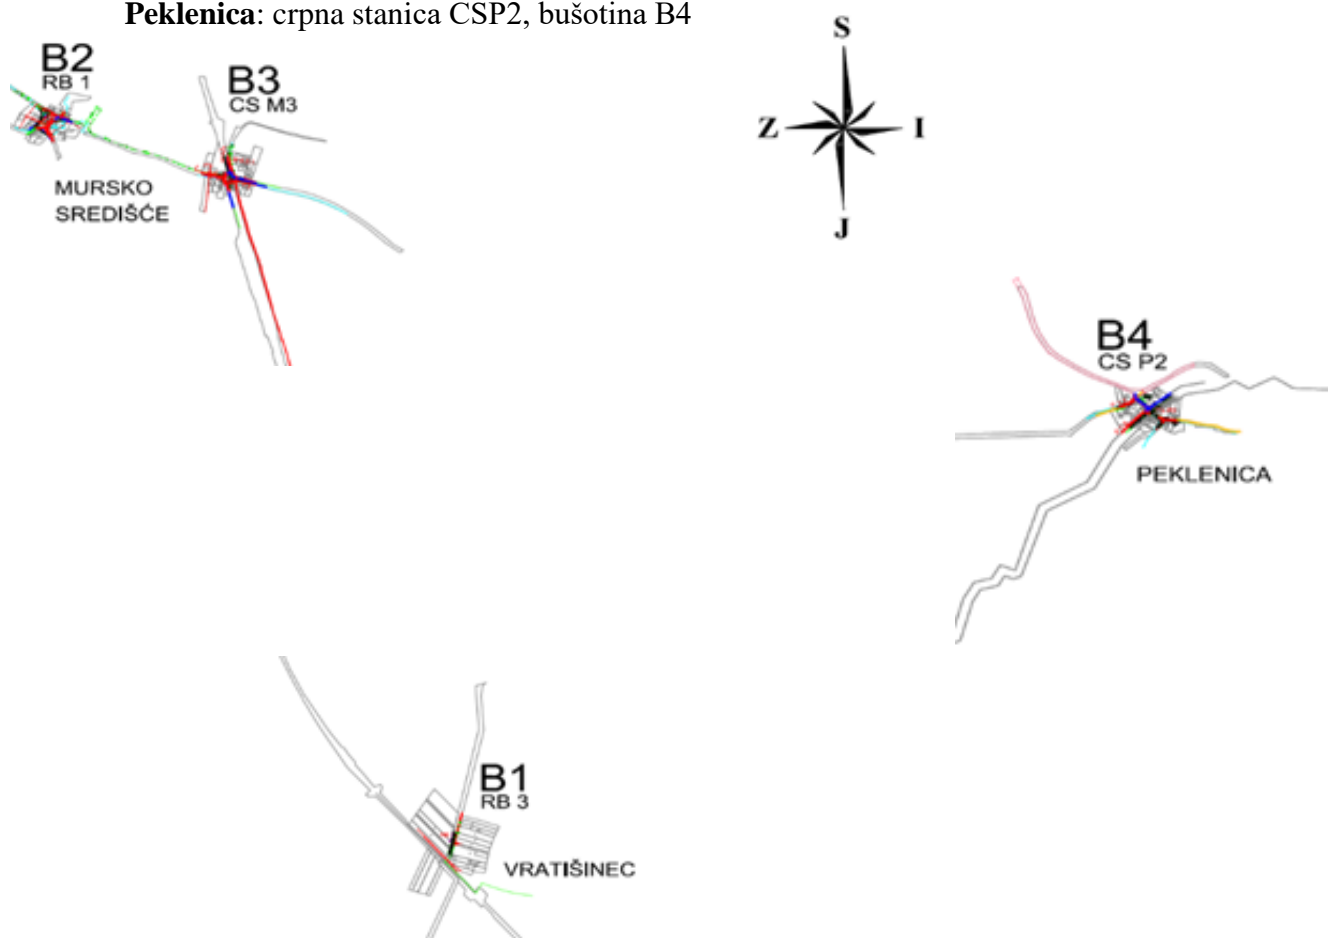 Peklenica: crpna stanica CSP2, bušotina B4
S
B2
RB 1
B3
CS M3
Z
I
MURSKO
SREDIŠĆE
J
B4
CS P2
PEKLENICA
B1
RB 3
VRATIŠINEC